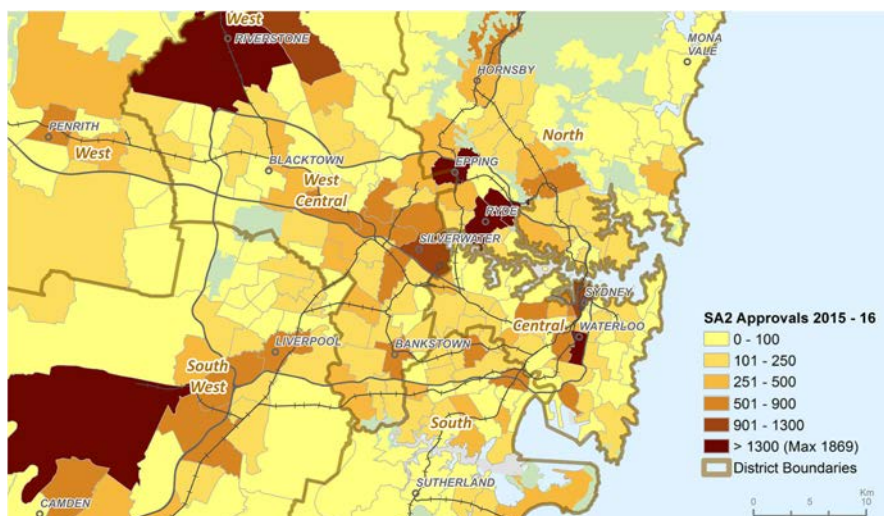 West
RIVERSTONE
MONA
VALE
HORNSBY
PENRITH
North
West
EPPING
BLACKTOWN
West
Central
RYDE
SILVERWATER
SYDNEY
Central
WATERLOO
LIVERPOOL
BANKSTOWN
South
West
South
SUTHERLAND
CAMDEN
SA2 Approvals 2015 - 16
0 - 100
101 - 250
251 - 500
501 - 900
901 - 1300
> 1300 (Max 1869)
District Boundaries
Km
0 5 10